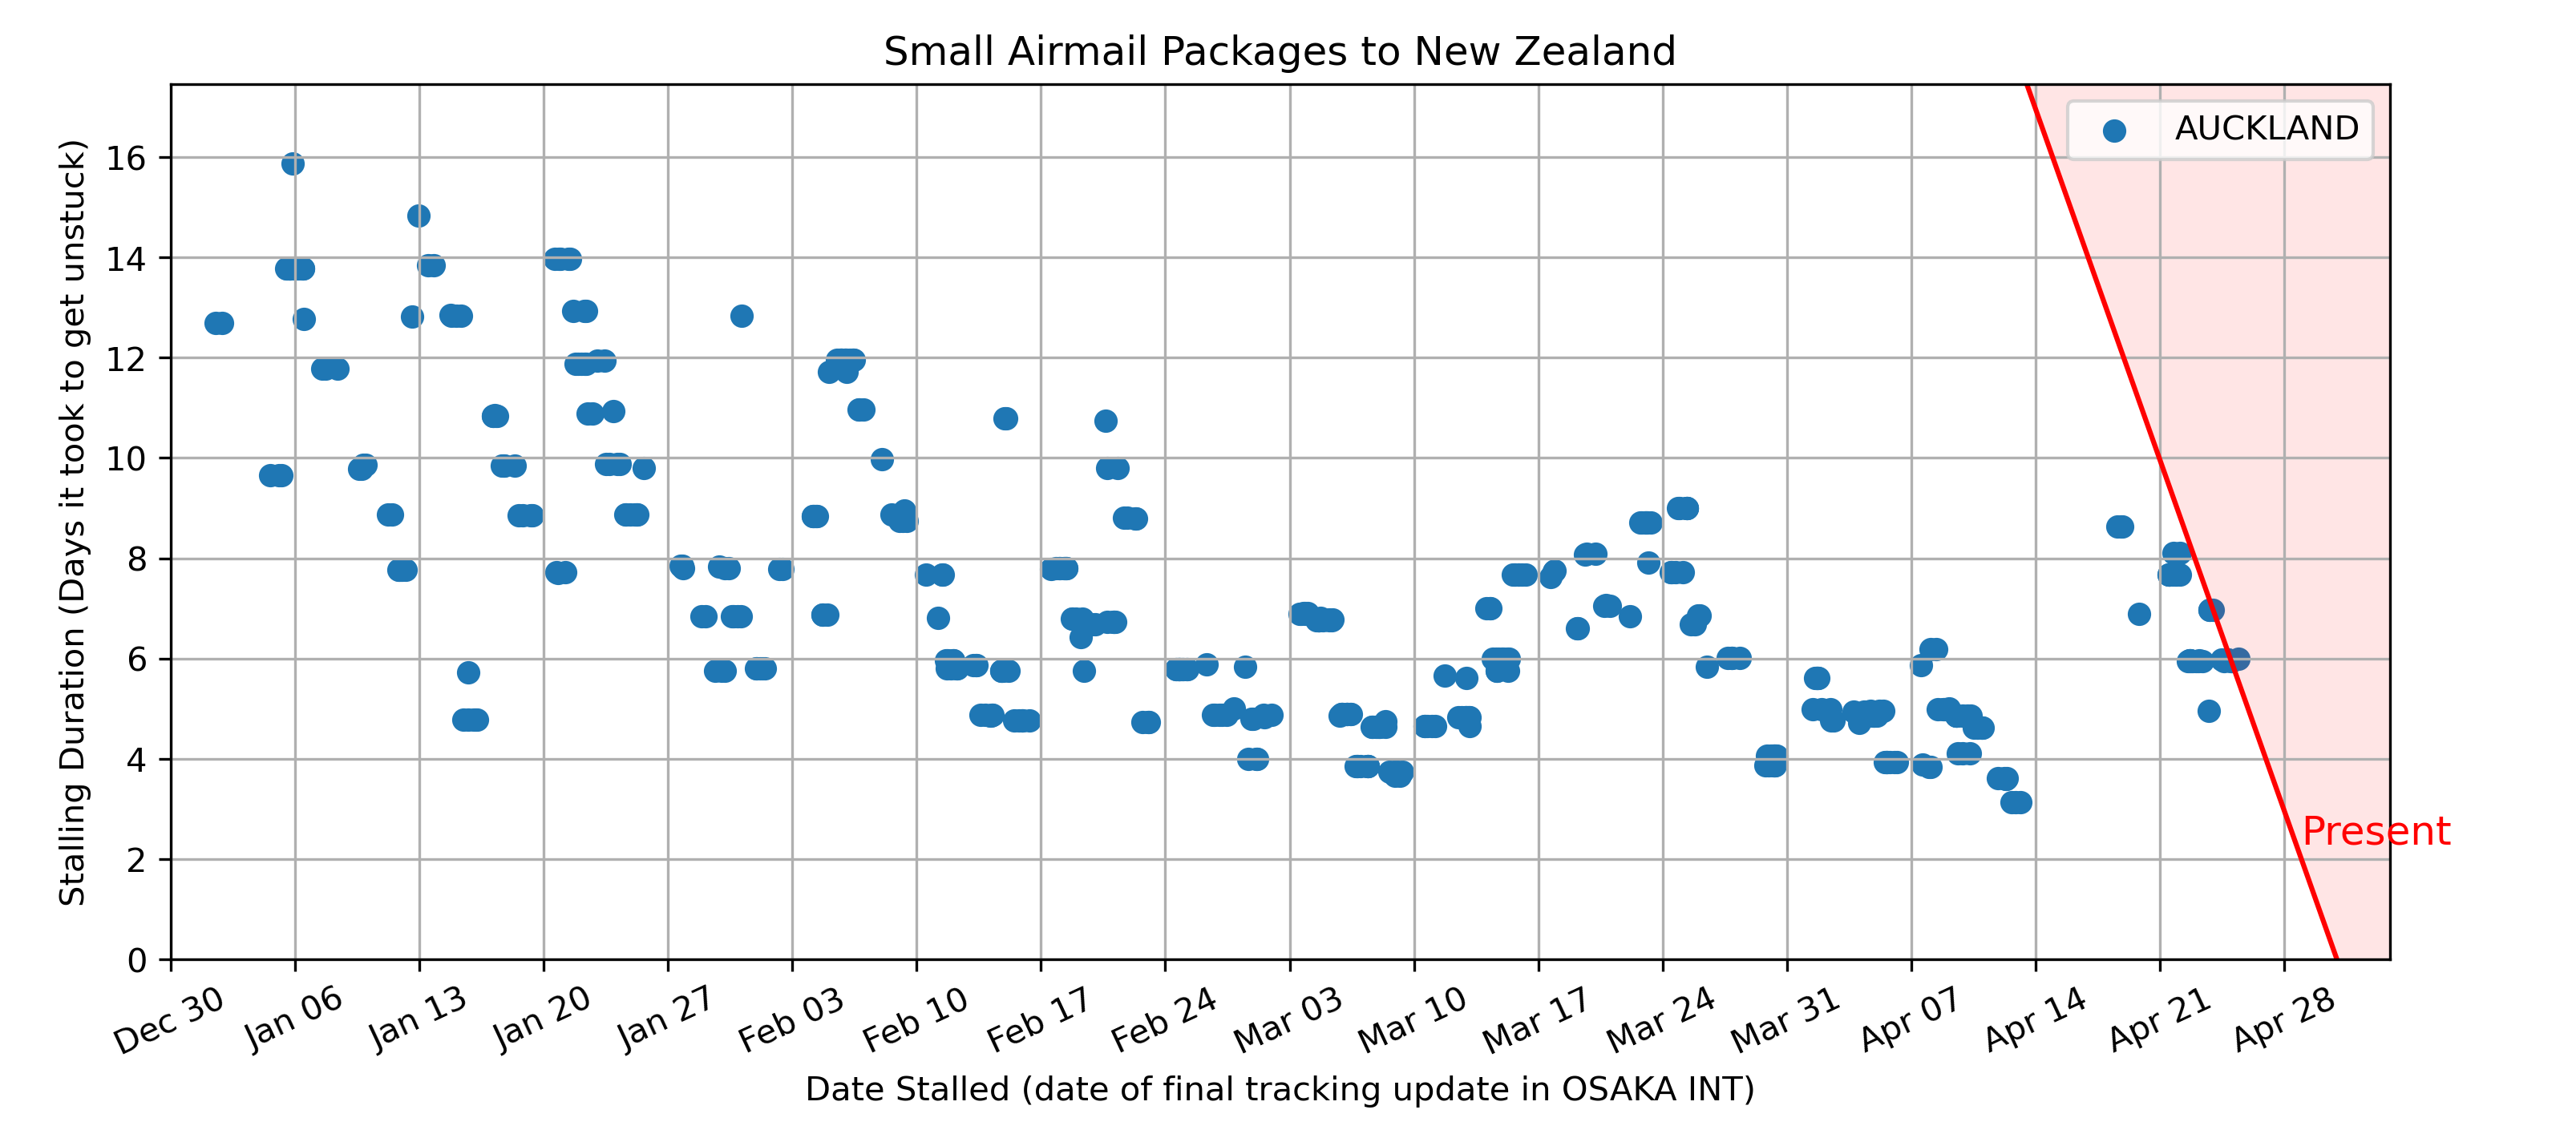 Small Airmail Packages to New Zealand
AUCKLAND
Stalling Duration (Days it took to get unstuck)
16
14
12
10
8
6
4
2
0
Present
Dec 30
Jan 06
Jan 13
Jan 20
Jan 27
Feb 03
Feb 10
Feb 17
Feb 24
Mar 03
Mar 10
Mar 17
Mar 24
Mar 31
Apr 07
Apr 14
Apr 21
Apr 28
Date Stalled (date of final tracking update in OSAKA INT)